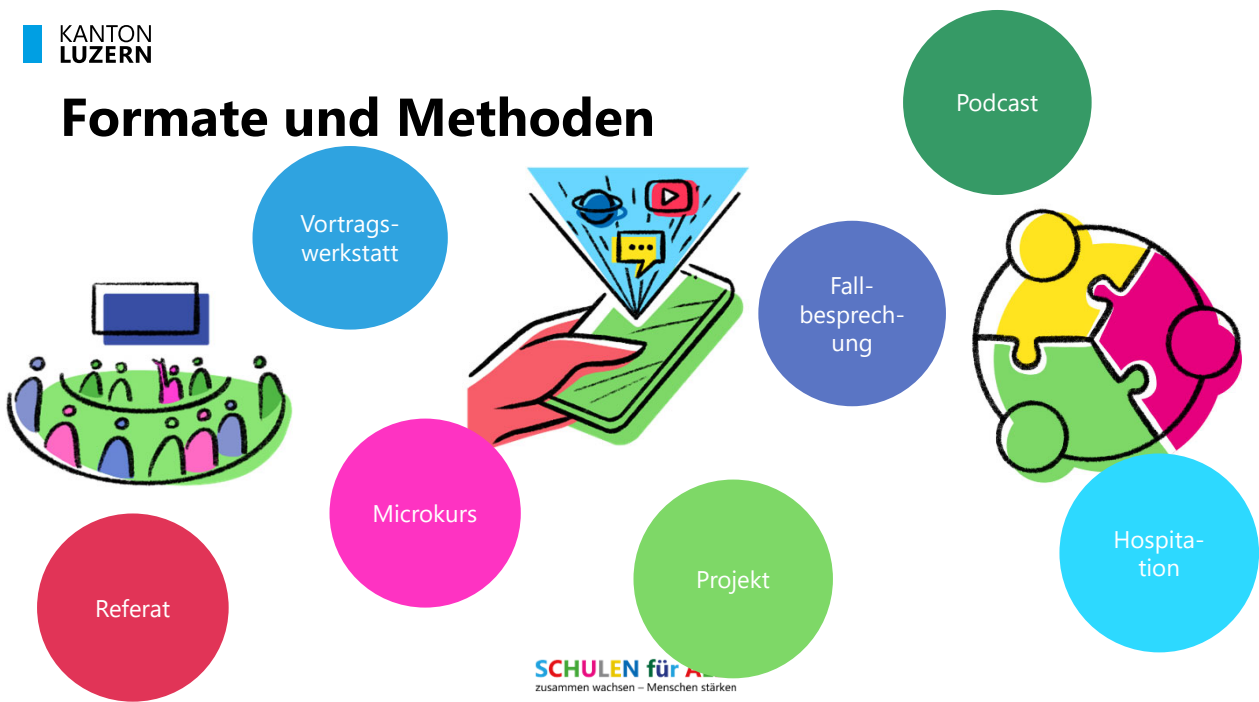 KANTON
LUZERN
Formate und Methoden
Podcast
Vortrags-
werkstatt
Fall-
besprech-
ung
Microkurs
Hospita-
tion
Projekt
Referat
SCHULEN für
zusammen wachsen – Menschen stärken